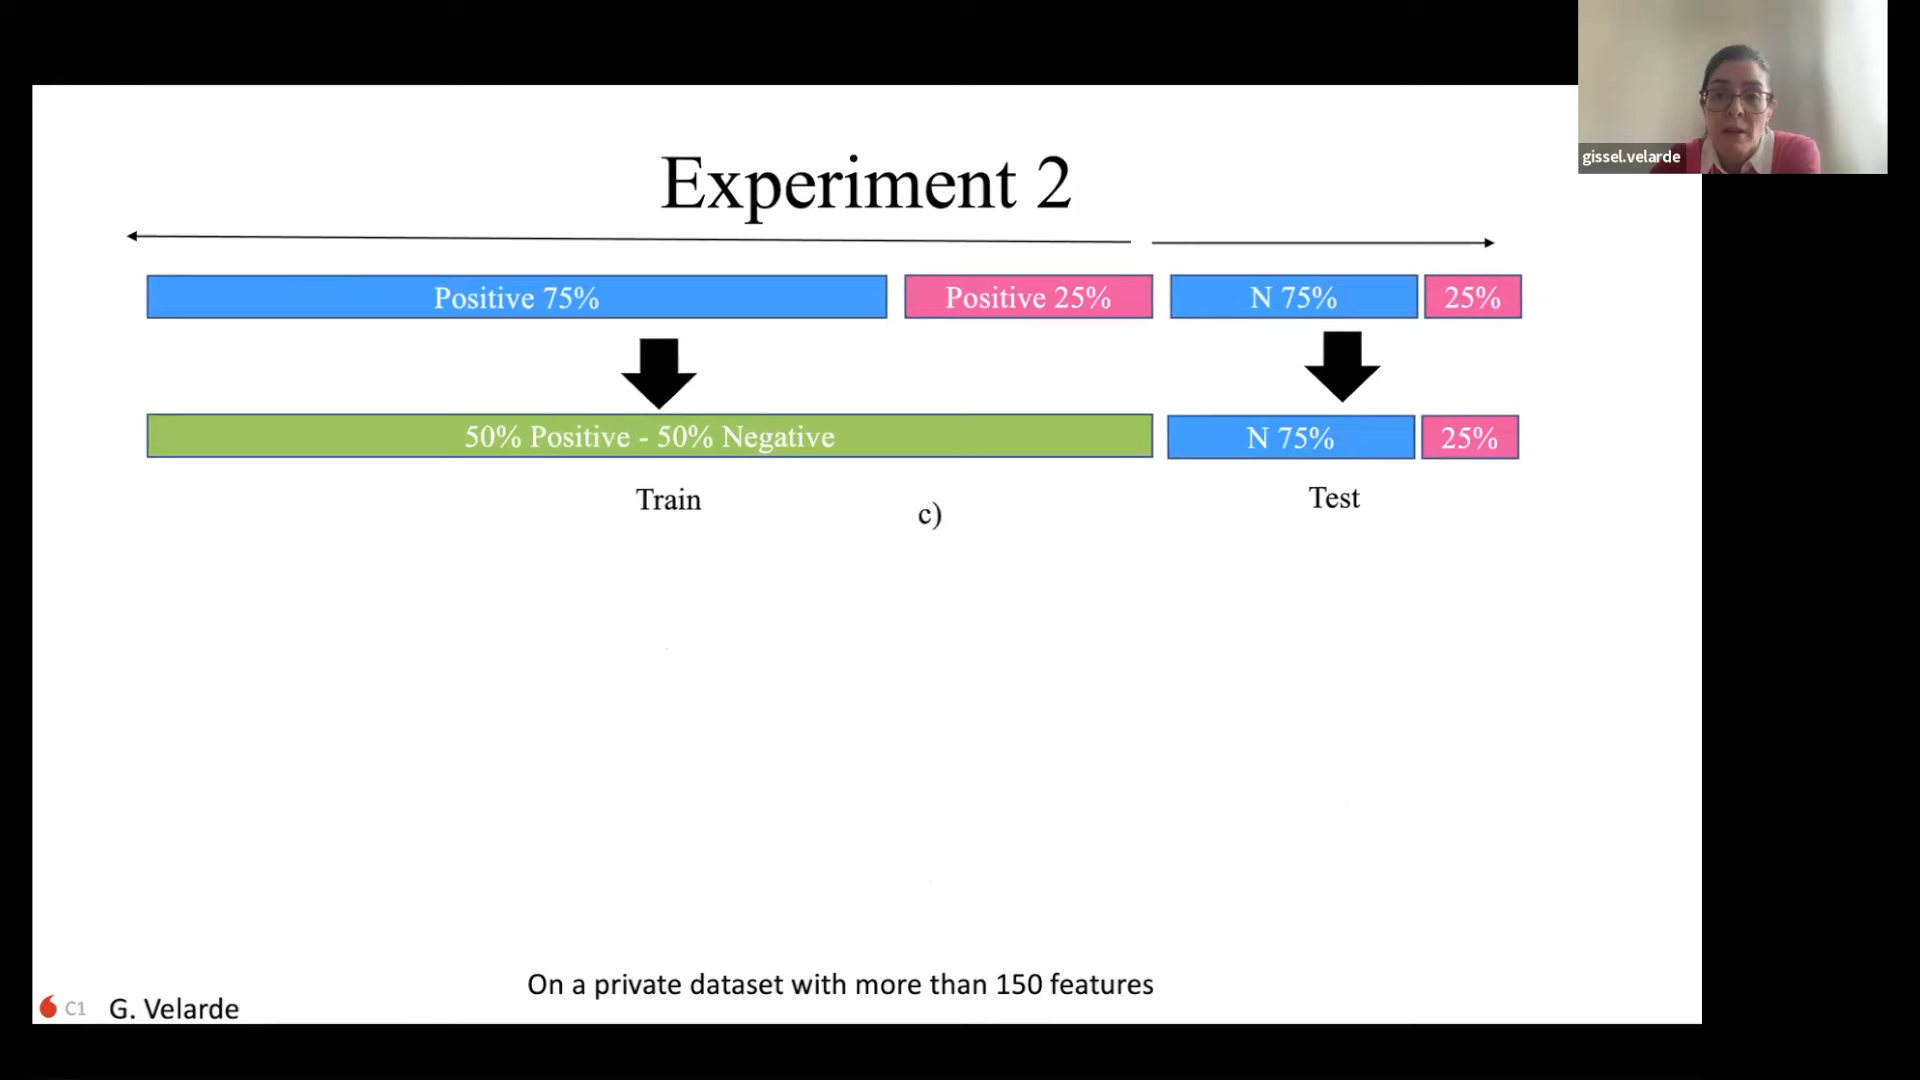 gissel.velarde
Experiment 2
Positive 75%
Positive 25%
N 75%
25%
50% Positive - 50% Negative
N 75%
25%
Train
c)
Test
On a private dataset with more than 150 features
C1
G. Velarde